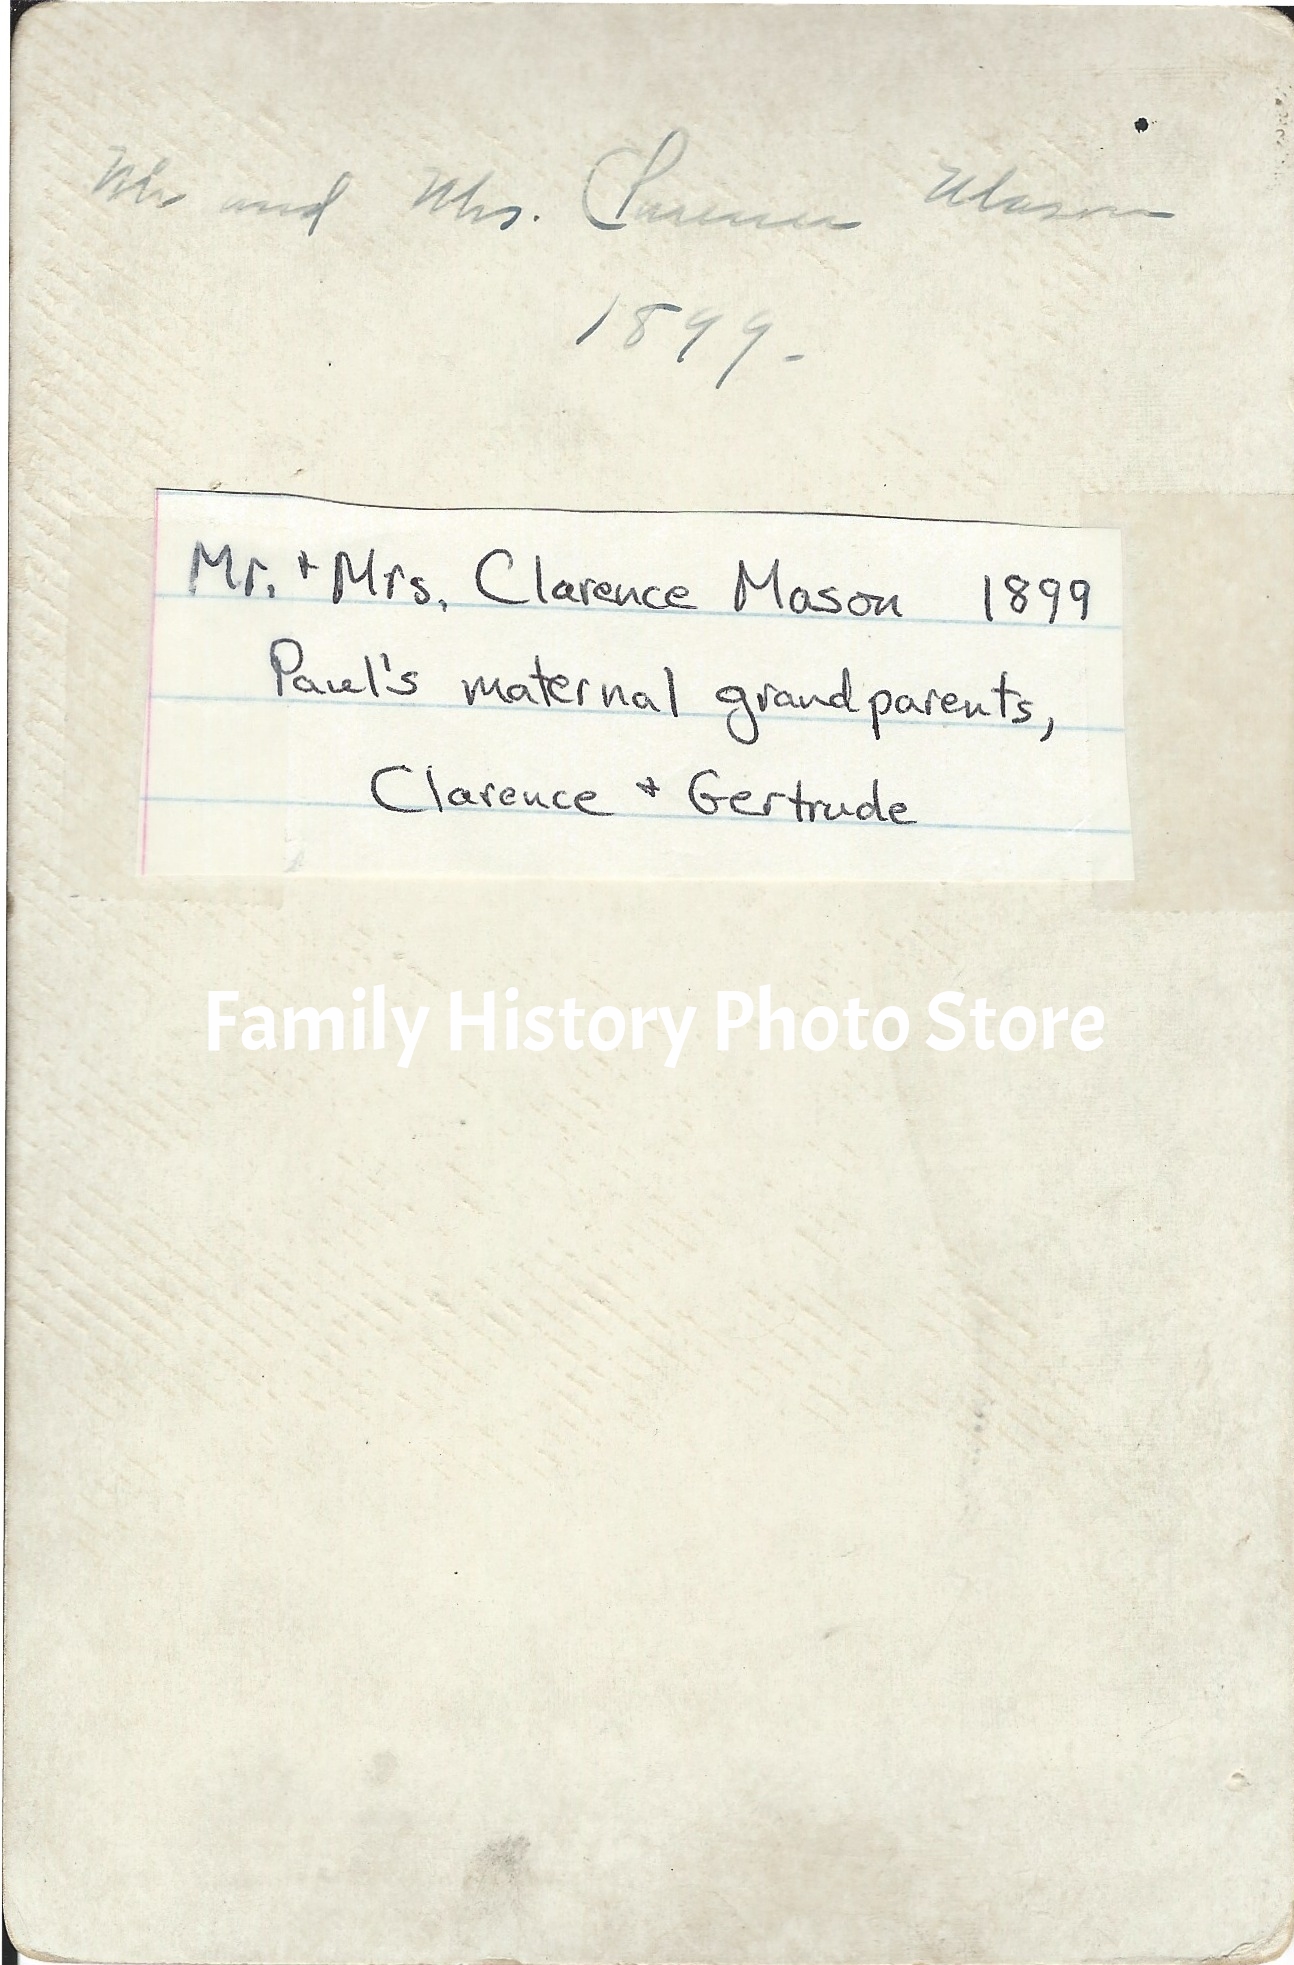 Mr and Mrs. Clarence Mason
1899-
Mr. + Mrs. Clarence Mason 1899
Paul's maternal grandparents,
Clarence + Gertrude
Family History Photo Store